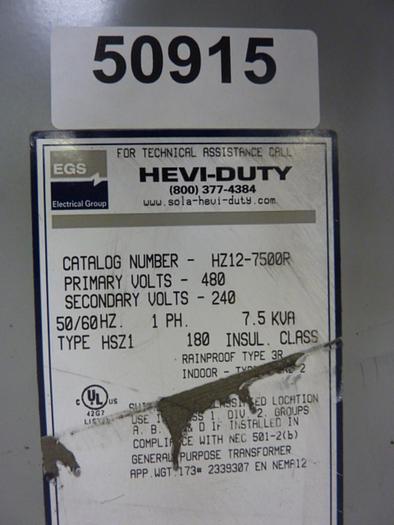 50915
EGS
Electrical Group
FOR TECHNICAL ASSISTANCE CALL
HEVI-DUTY
(800) 377-4384
www.sola-hevi-duty.com
CATALOG NUMBER - HZ12-7500R
PRIMARY VOLTS - 480
SECONDARY VOLTS - 240
50/60HZ. 1 PH. 7.5 KVA
TYPE HSZ1 180 INSUL. CLASS
RAINPROOF TYPE 3R
INDOOR - 2
UL
42G7
LOCATION
USE 1, DIV. 2, GROUPS
A, B, & D IF INSTALLED IN
COMPLIANCE WITH NEC 501-2(b)
GENERAL PURPOSE TRANSFORMER
APP.WGT.173# 2339307 EN NEMA12